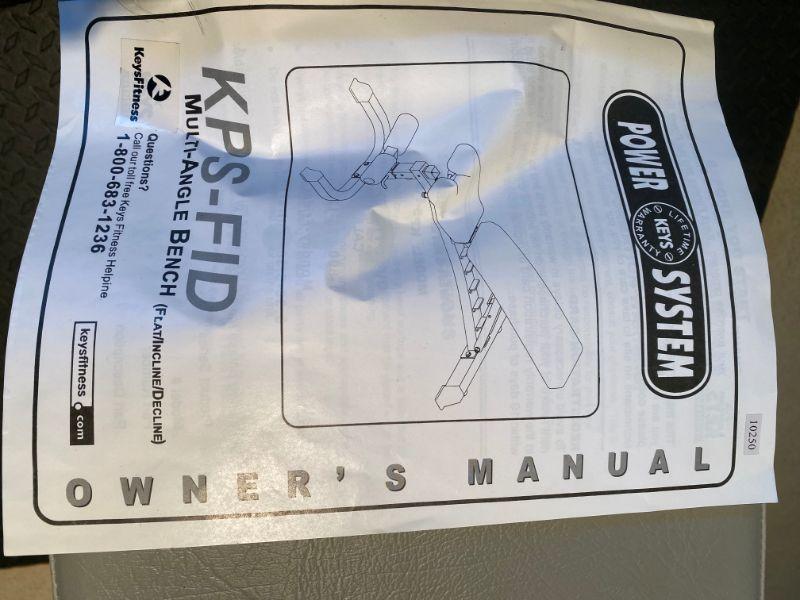 POWER SYSTEM
LIFETIME
KEYS
WARRANTY
KPS-FID
MULTI-ANGLE BENCH (FLAT/INCLINE/DECLINE)
KeysFitness
Questions?
Call our toll free Keys Fitness Helpine
1-800-683-1236
keysfitness.com
OWNER'S MANUAL
10250